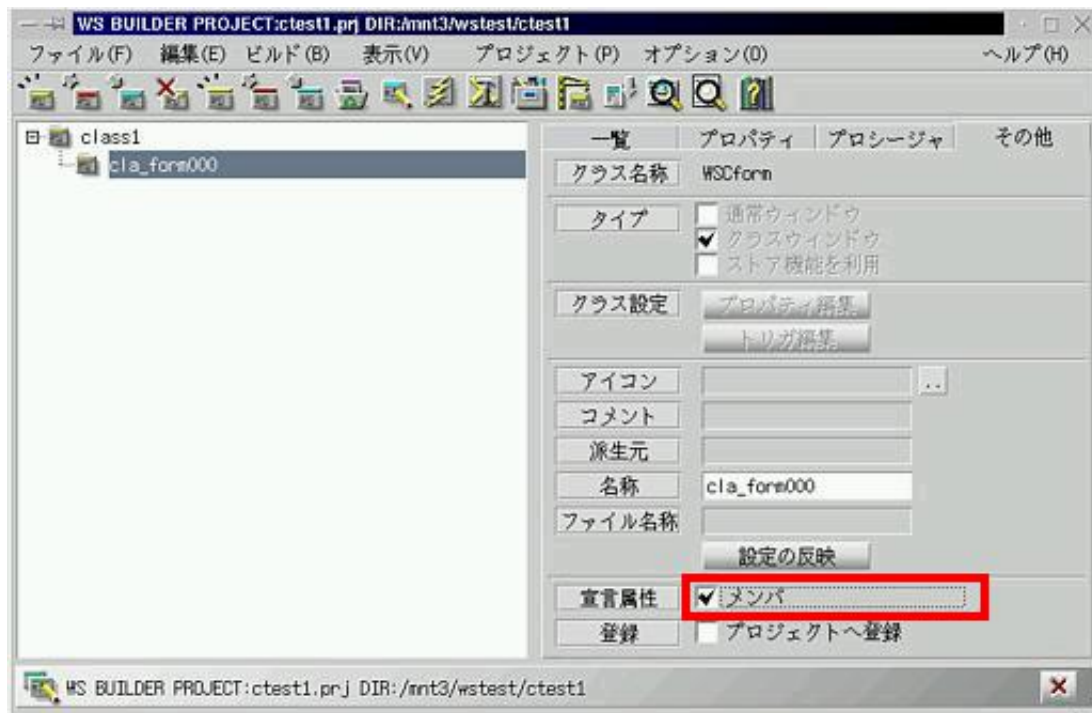 WS BUILDER PROJECT:ctest1.prj DIR:/mnt3/wstest/ctest1
ファイル(F) 編集(E) ビルド(B) 表示(V) プロジェクト(P) オプション(O) ヘルプ(H)
class1
cla_form000
一覧 プロパティ プロシージャ その他
クラス名称 WSCform
タイプ 通常ウィンドウ
クラスウィンドウ
ストア機能を利用
クラス設定 プロパティ編集
トリガ編集
アイコン ..
コメント
派生元
名称 cla_form000
ファイル名称
設定の反映
宣言属性 メンバ
登録 プロジェクトへ登録
WS BUILDER PROJECT:ctest1.prj DIR:/mnt3/wstest/ctest1